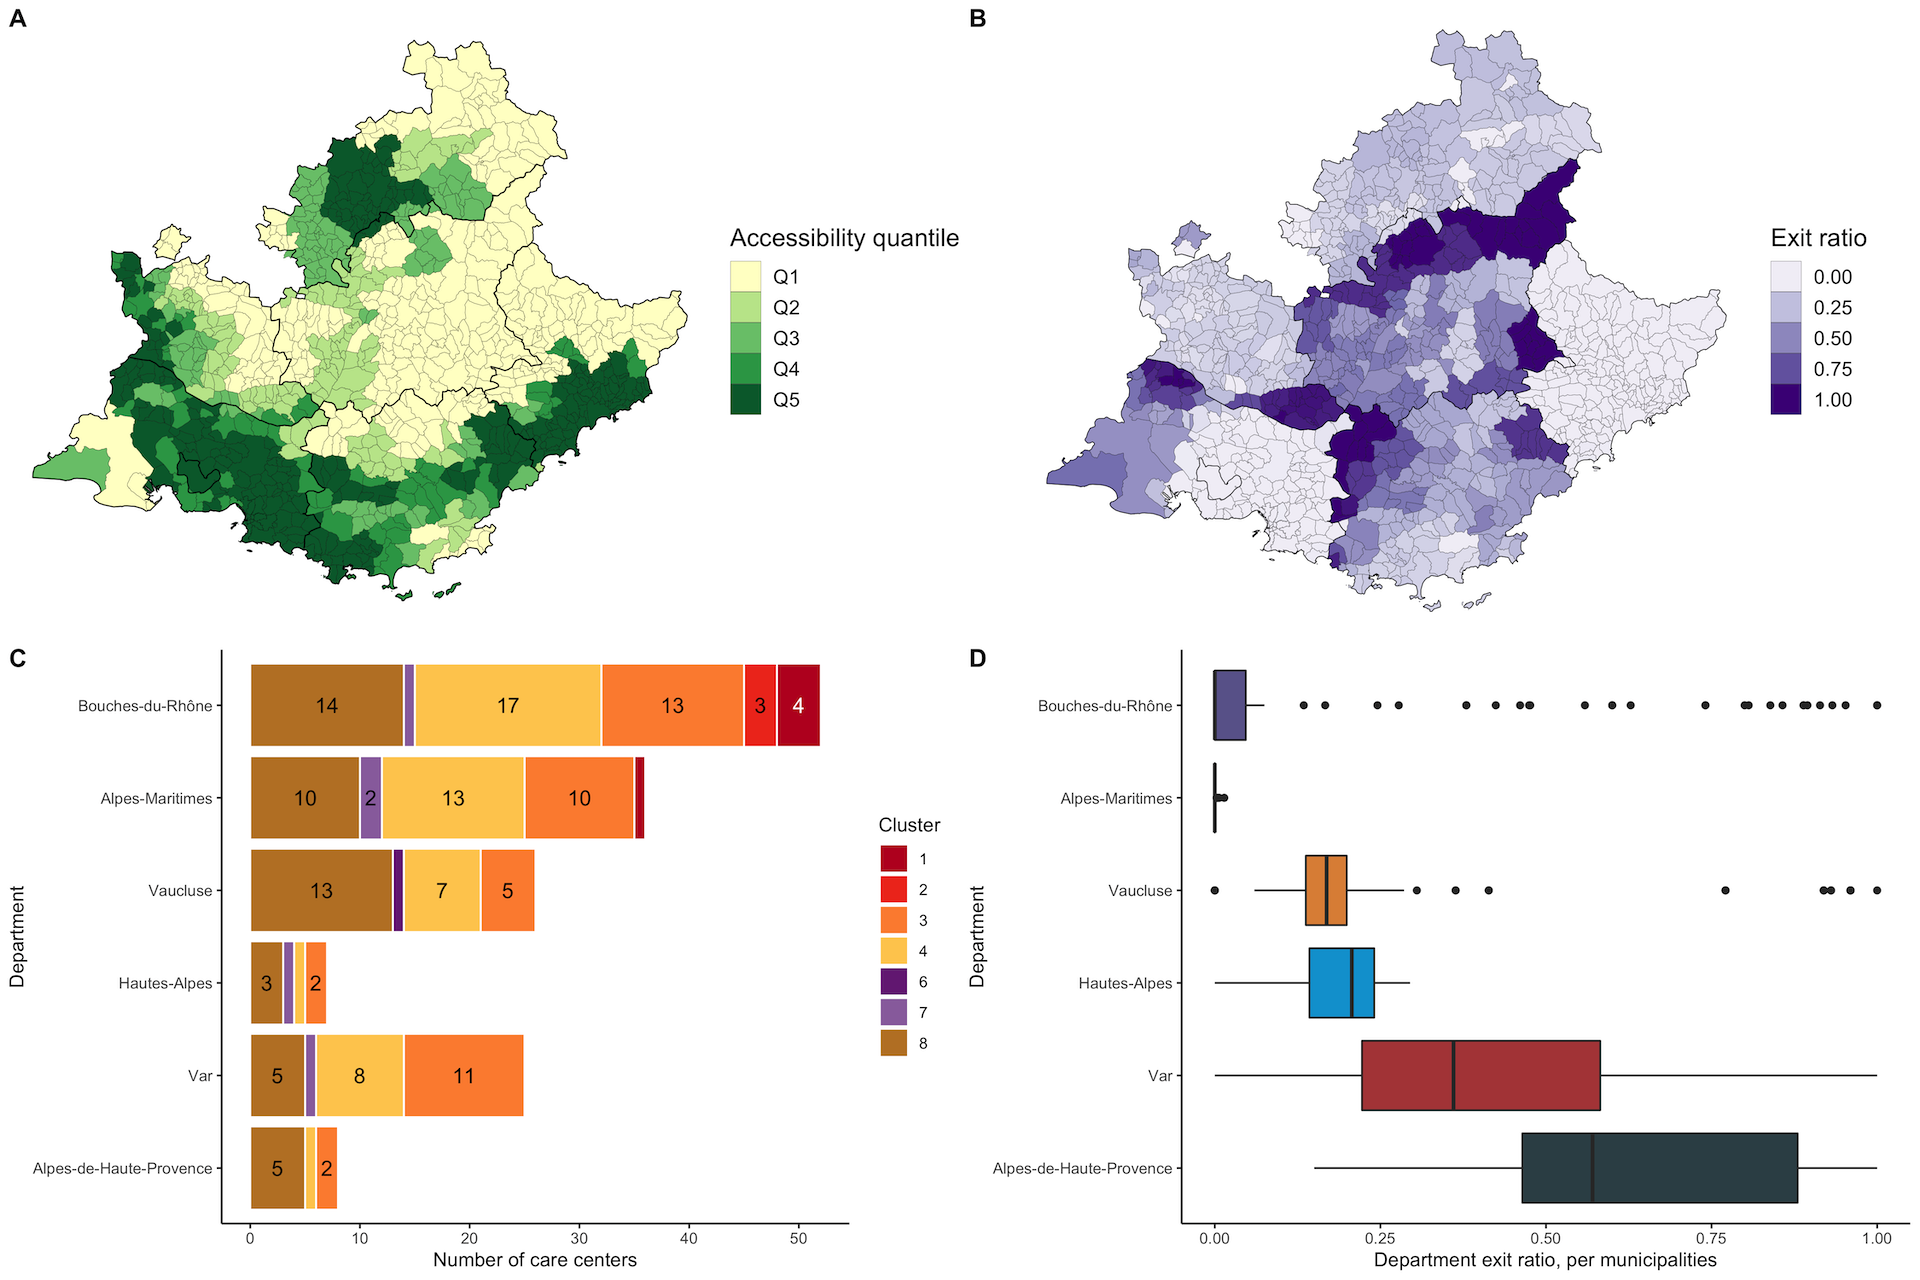 A
Accessibility quantile
Q1
Q2
Q3
Q4
Q5
B
Exit ratio
0.00
0.25
0.50
0.75
1.00
C
Department
Bouches-du-Rhône
14
17
13
3
4
Alpes-Maritimes
10
2
13
10
Vaucluse
13
7
5
Hautes-Alpes
3
2
Var
5
8
11
Alpes-de-Haute-Provence
5
2
0
10
20
30
40
50
Number of care centers
Cluster
1
2
3
4
6
7
8
D
Department
Bouches-du-Rhône
Alpes-Maritimes
Vaucluse
Hautes-Alpes
Var
Alpes-de-Haute-Provence
0.00
0.25
0.50
0.75
1.00
Department exit ratio, per municipalities